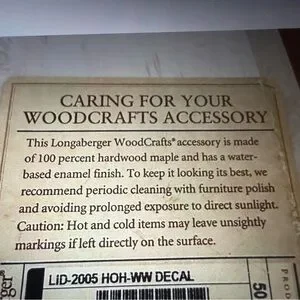 CARING FOR YOUR
WOODCRAFTS ACCESSORY
This Longaberger WoodCrafts® accessory is made
of 100 percent hardwood maple and has a water-
based enamel finish. To keep it looking its best, we
recommend periodic cleaning with furniture polish
and avoiding prolonged exposure to direct sunlight.
Caution: Hot and cold items may leave unsightly
markings if left directly on the surface.
LID-2005 HOH-WW DECAL